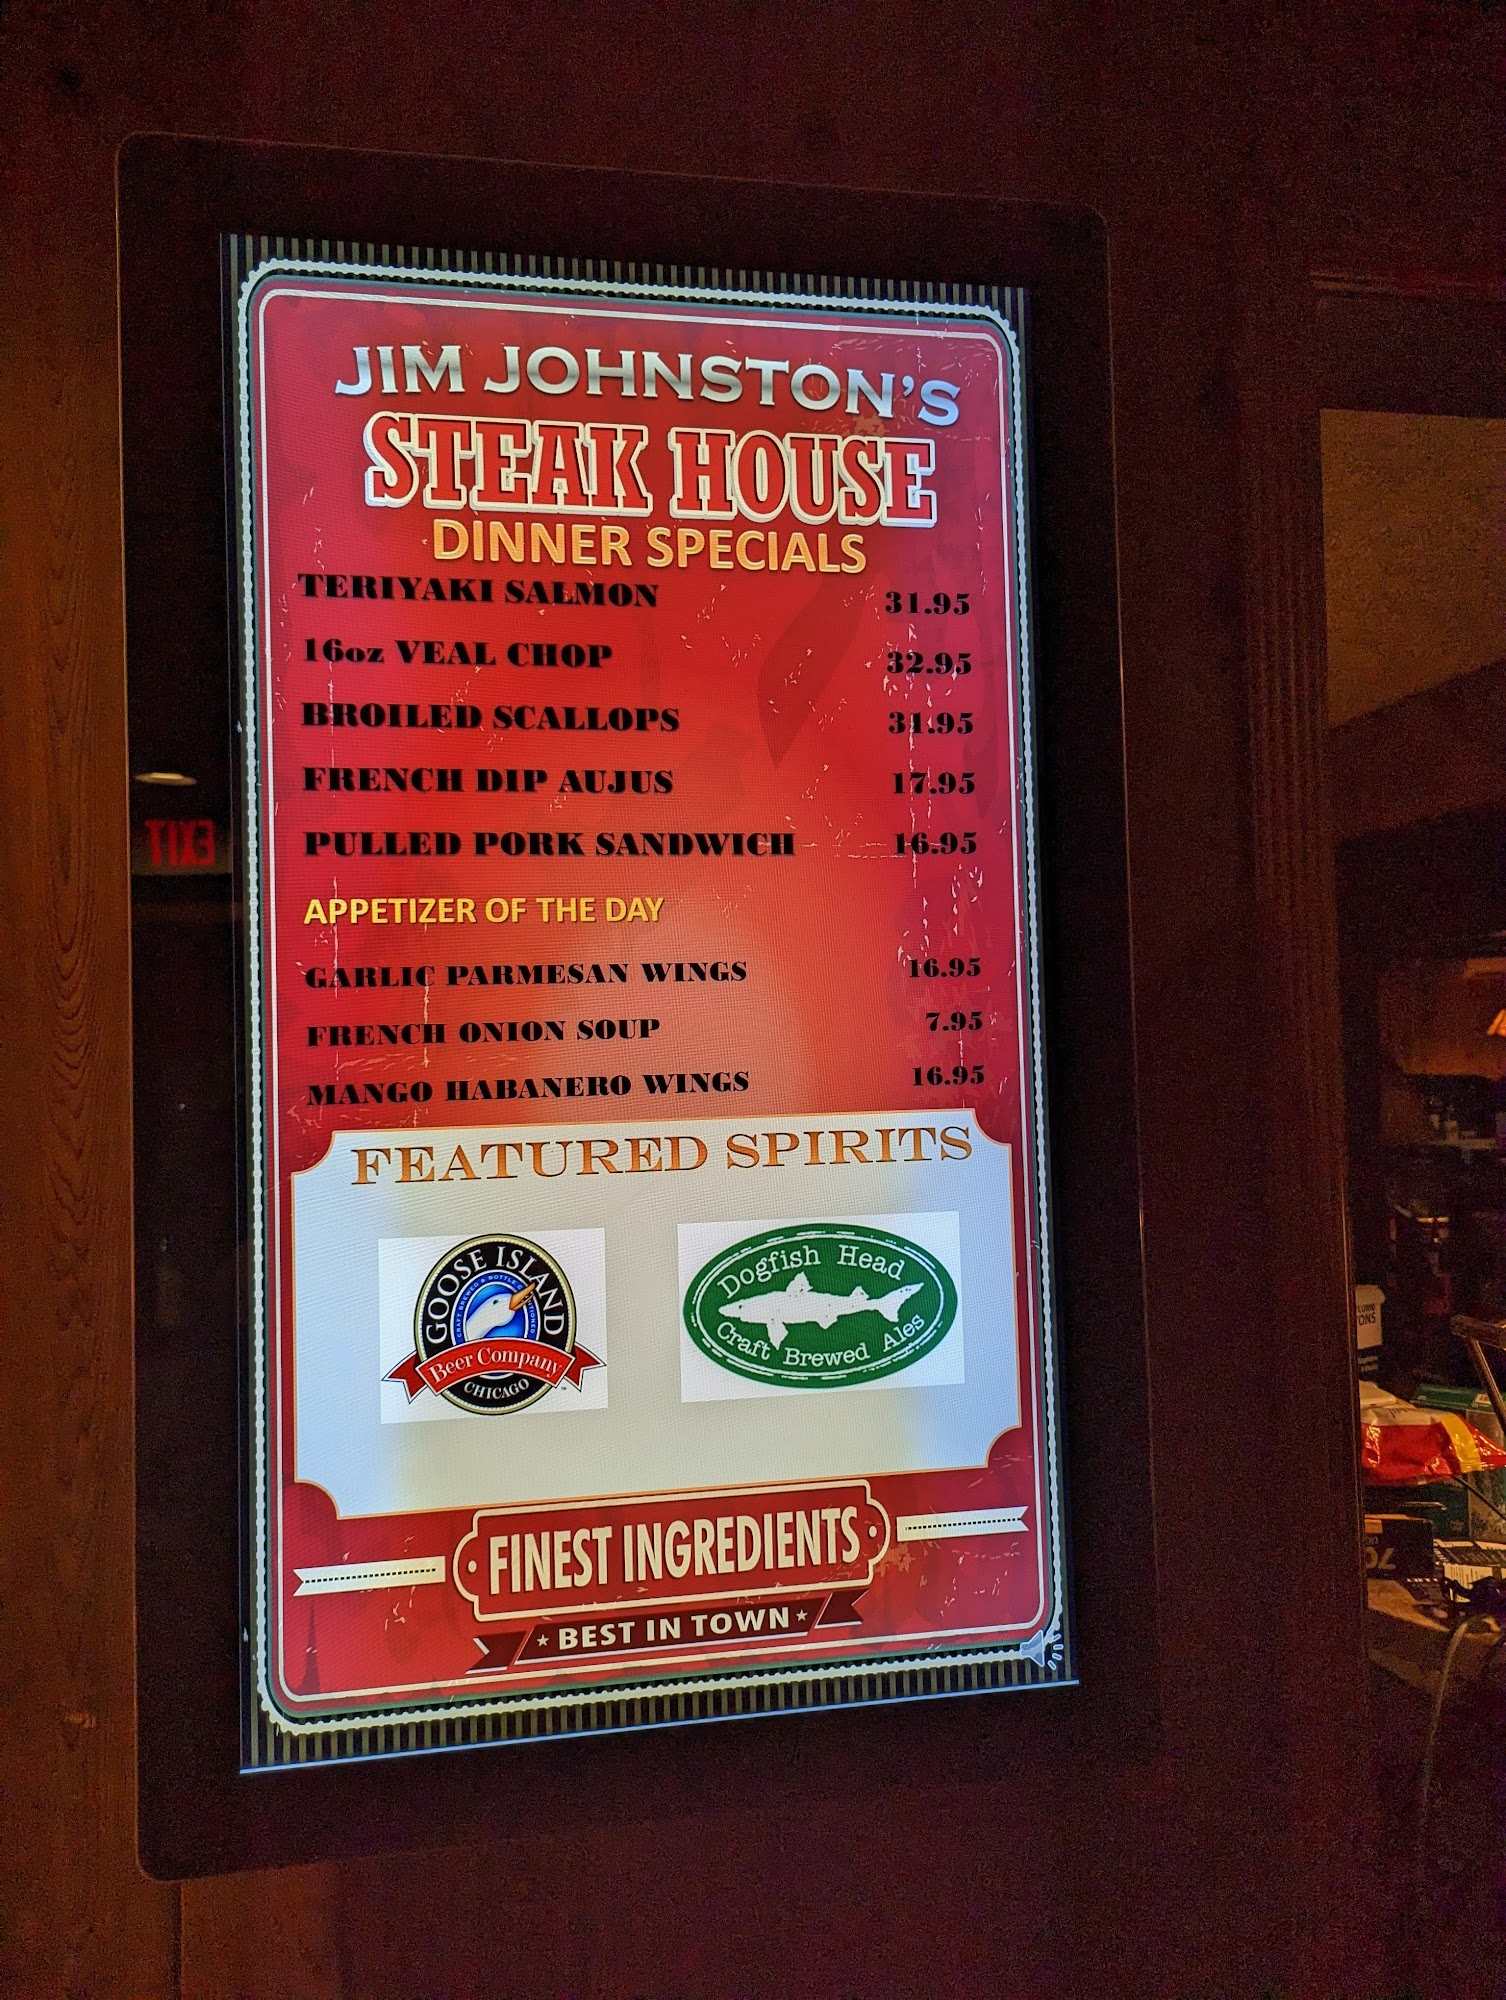 JIM JOHNSTON'S
STEAK HOUSE
DINNER SPECIALS
TERIYAKI SALMON 31.95
16oz VEAL CHOP 32.95
BROILED SCALLOPS 31.95
FRENCH DIP AUJUS 17.95
PULLED PORK SANDWICH 16.95
APPETIZER OF THE DAY
GARLIC PARMESAN WINGS 16.95
FRENCH ONION SOUP 7.95
MANGO HABANERO WINGS 16.95
FEATURED SPIRITS
GOOSE ISLAND
Beer Company
CHICAGO
Dogfish Head
Craft Brewed Ales
FINEST INGREDIENTS
BEST IN TOWN
EXIT